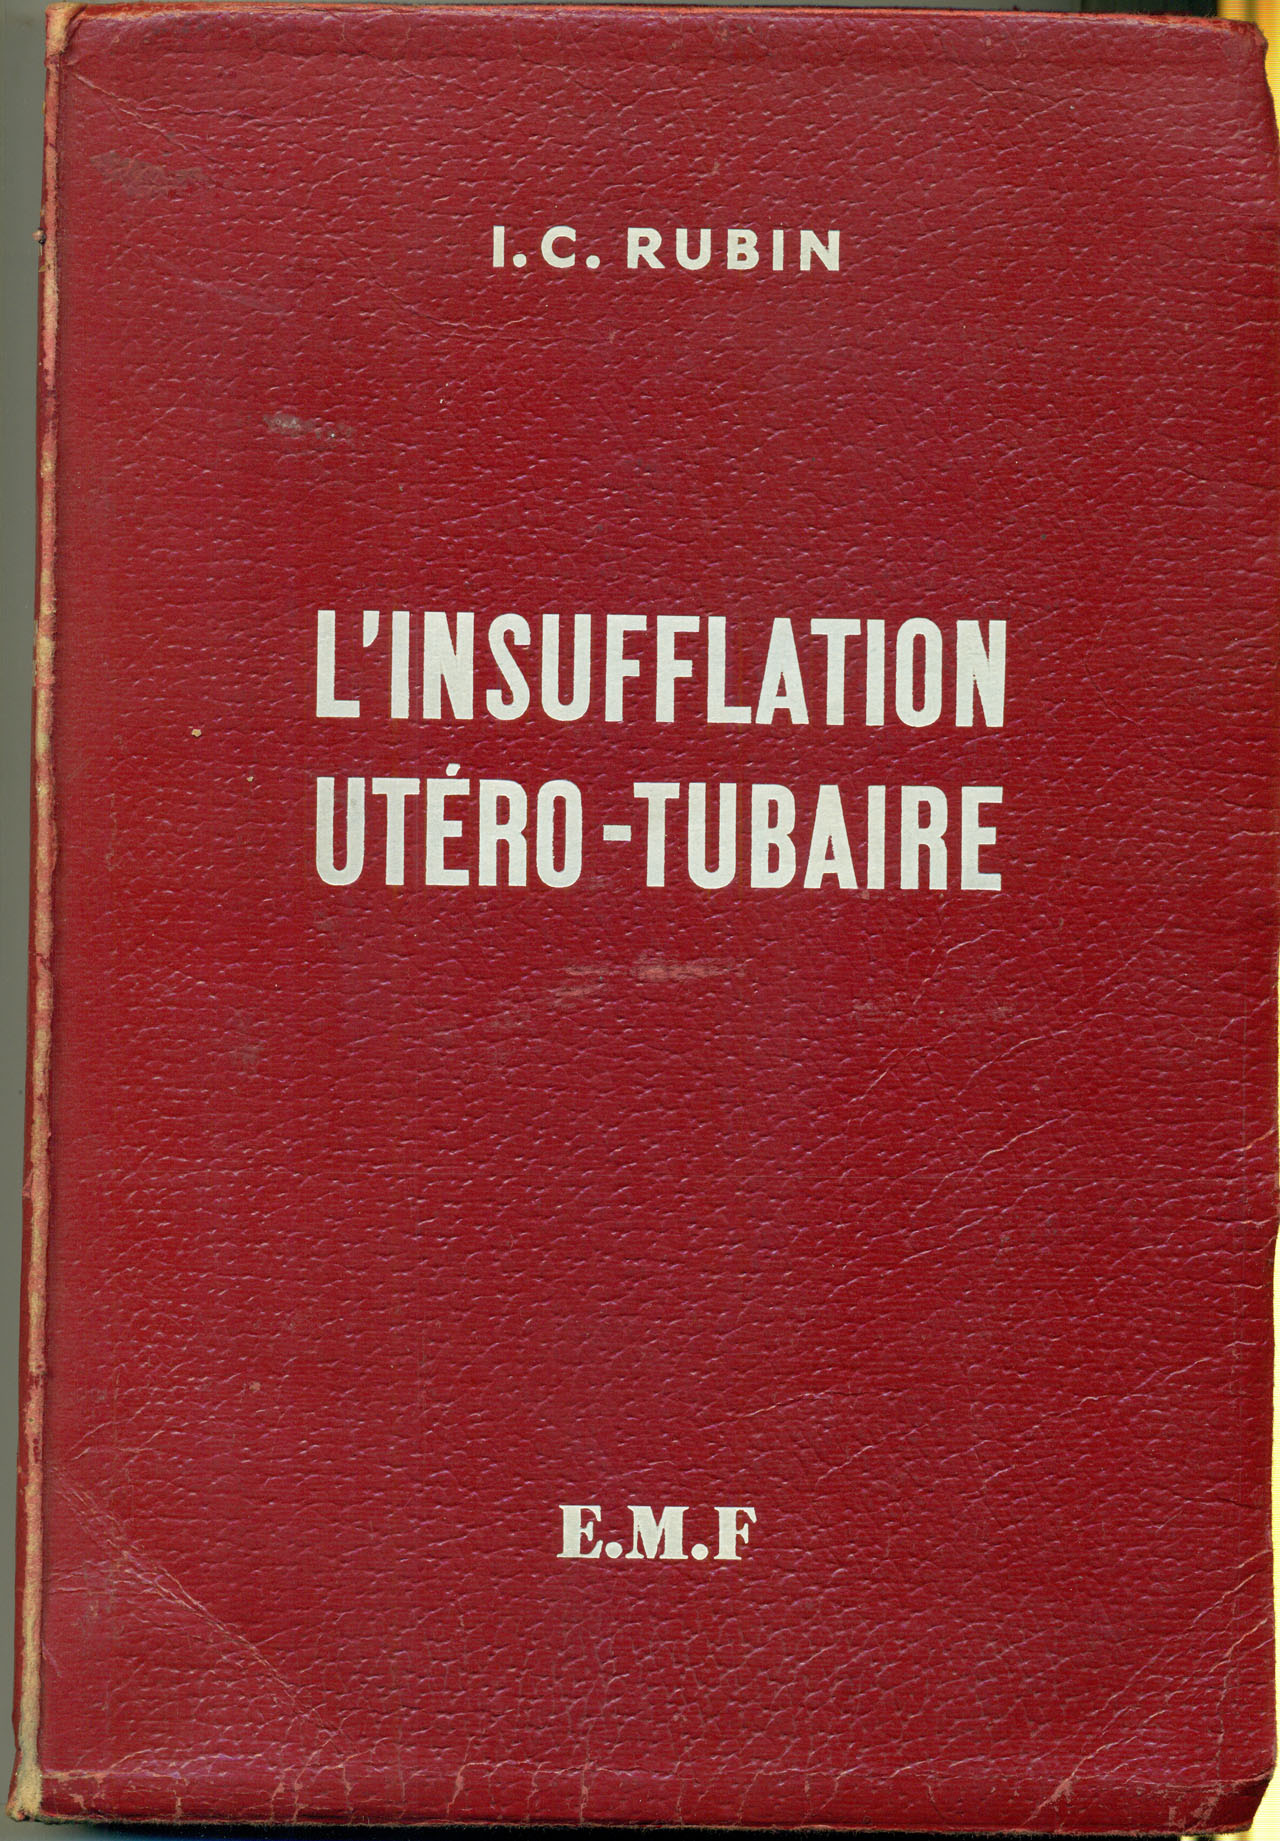 I.C. RUBIN
L'INSUFFLATION
UTÉRO-TUBAIRE
E.M.F